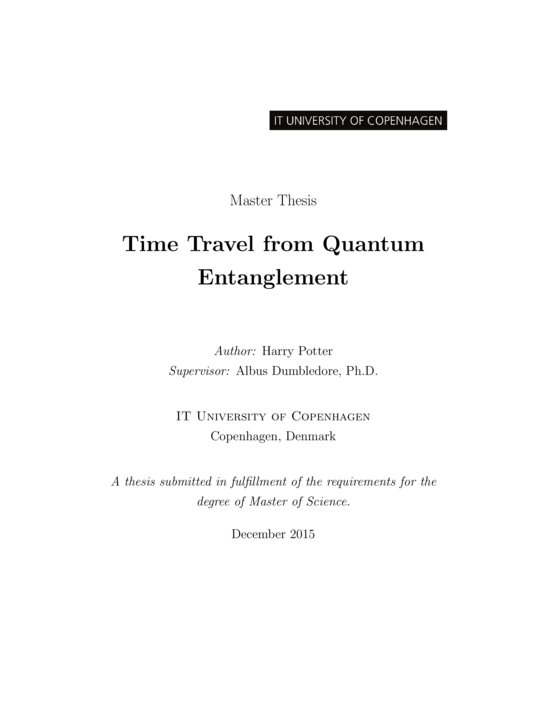 IT UNIVERSITY OF COPENHAGEN
Master Thesis
Time Travel from Quantum
Entanglement
Author: Harry Potter
Supervisor: Albus Dumbledore, Ph.D.
IT University of Copenhagen
Copenhagen, Denmark
A thesis submitted in fulfillment of the requirements for the
degree of Master of Science.
December 2015